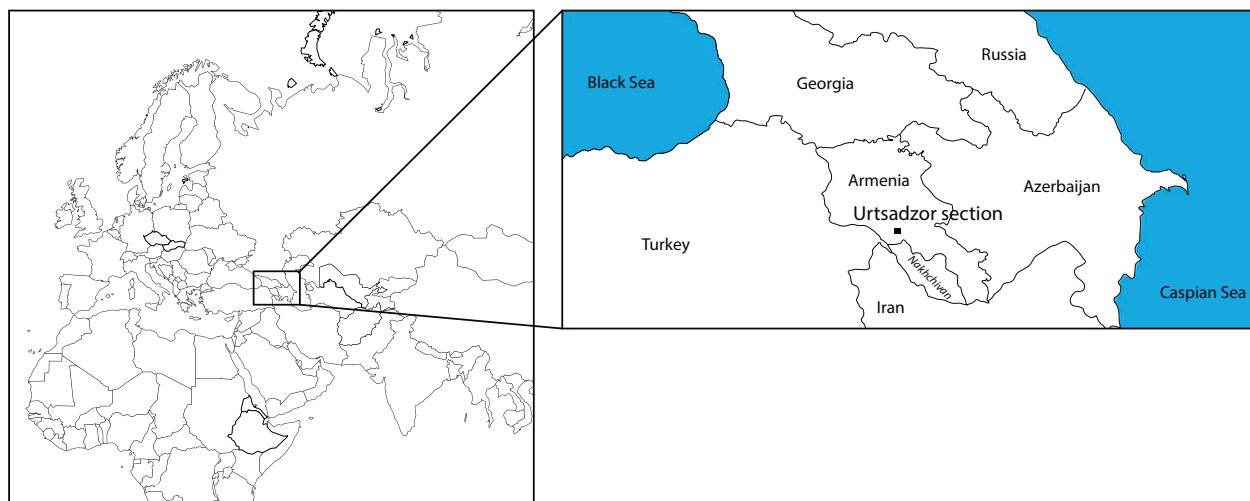 Russia
Black Sea
Georgia
Armenia
Azerbaijan
Urtsadzor section
Turkey
Nakhchivan
Iran
Caspian Sea